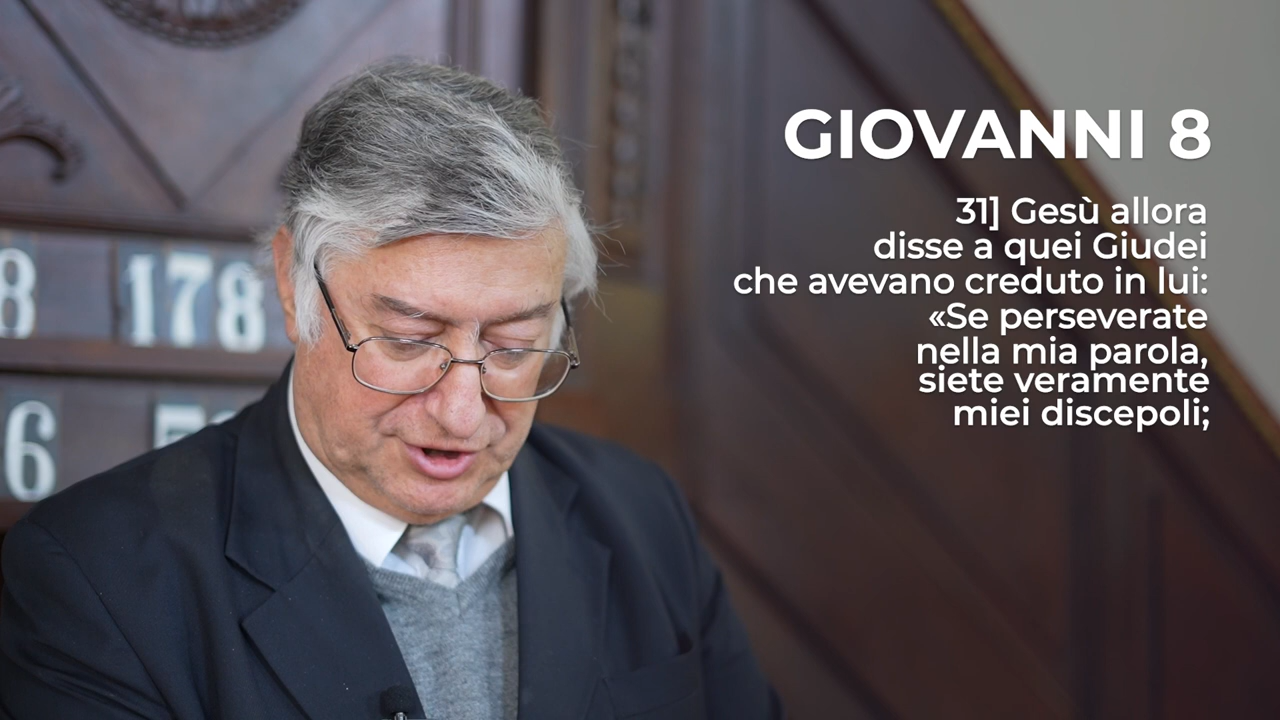 GIOVANNI 8
31] Gesù allora
disse a quei Giudei
che avevano creduto in lui:
«Se perseverate
nella mia parola,
siete veramente
miei discepoli;
8 178
6